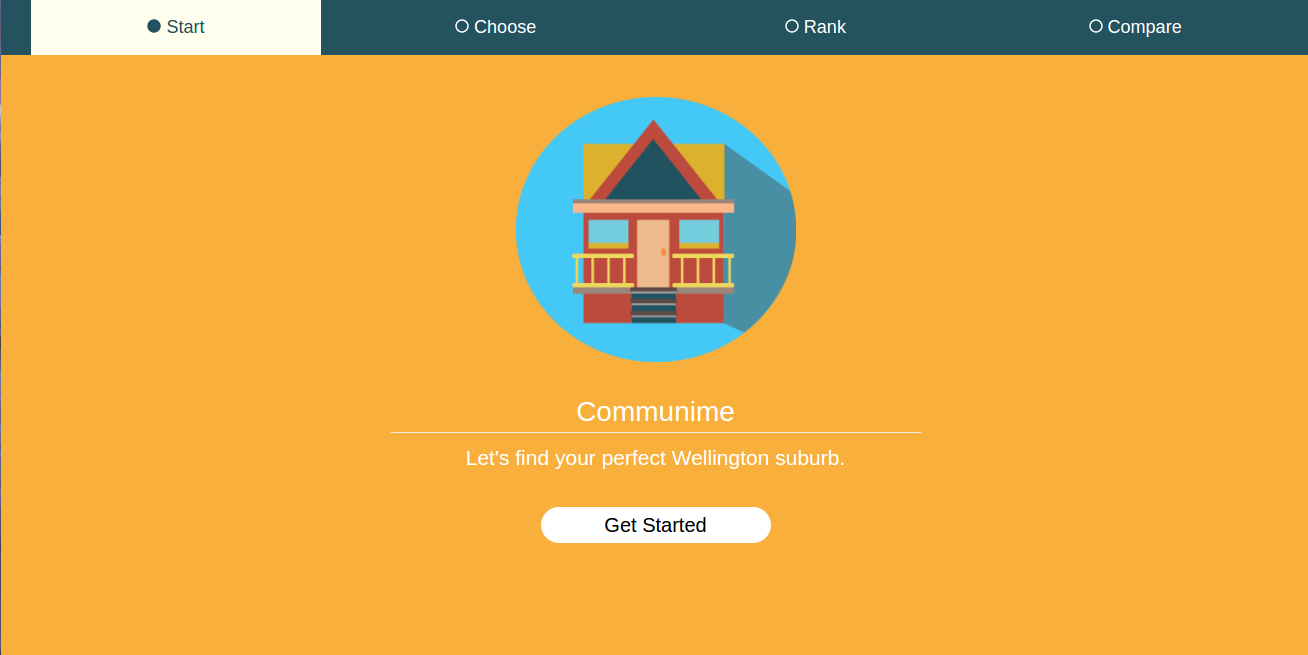 Start Choose Rank Compare
Communime
Let's find your perfect Wellington suburb.
Get Started